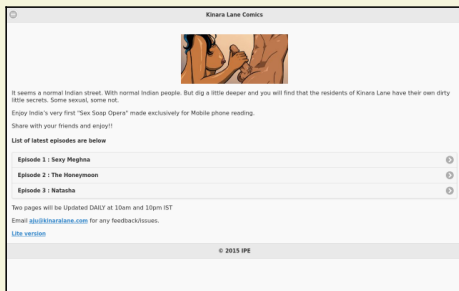 Kinara Lane Comics
It seems a normal Indian street. With normal Indian people. But dig a little deeper and you will find that the residents of Kinara Lane have their own dirty
little secrets. Some sexual, some not.
Enjoy India's very first "Sex Soap Opera" made exclusively for Mobile phone reading.
Share with your friends and enjoy!!
List of latest episodes are below
Episode 1 : Sexy Meghna
Episode 2 : The Honeymoon
Episode 3 : Natasha
Two pages will be Updated DAILY at 10am and 10pm IST
Email aju@kinaralane.com for any feedback/issues.
Lite version
© 2015 IPE